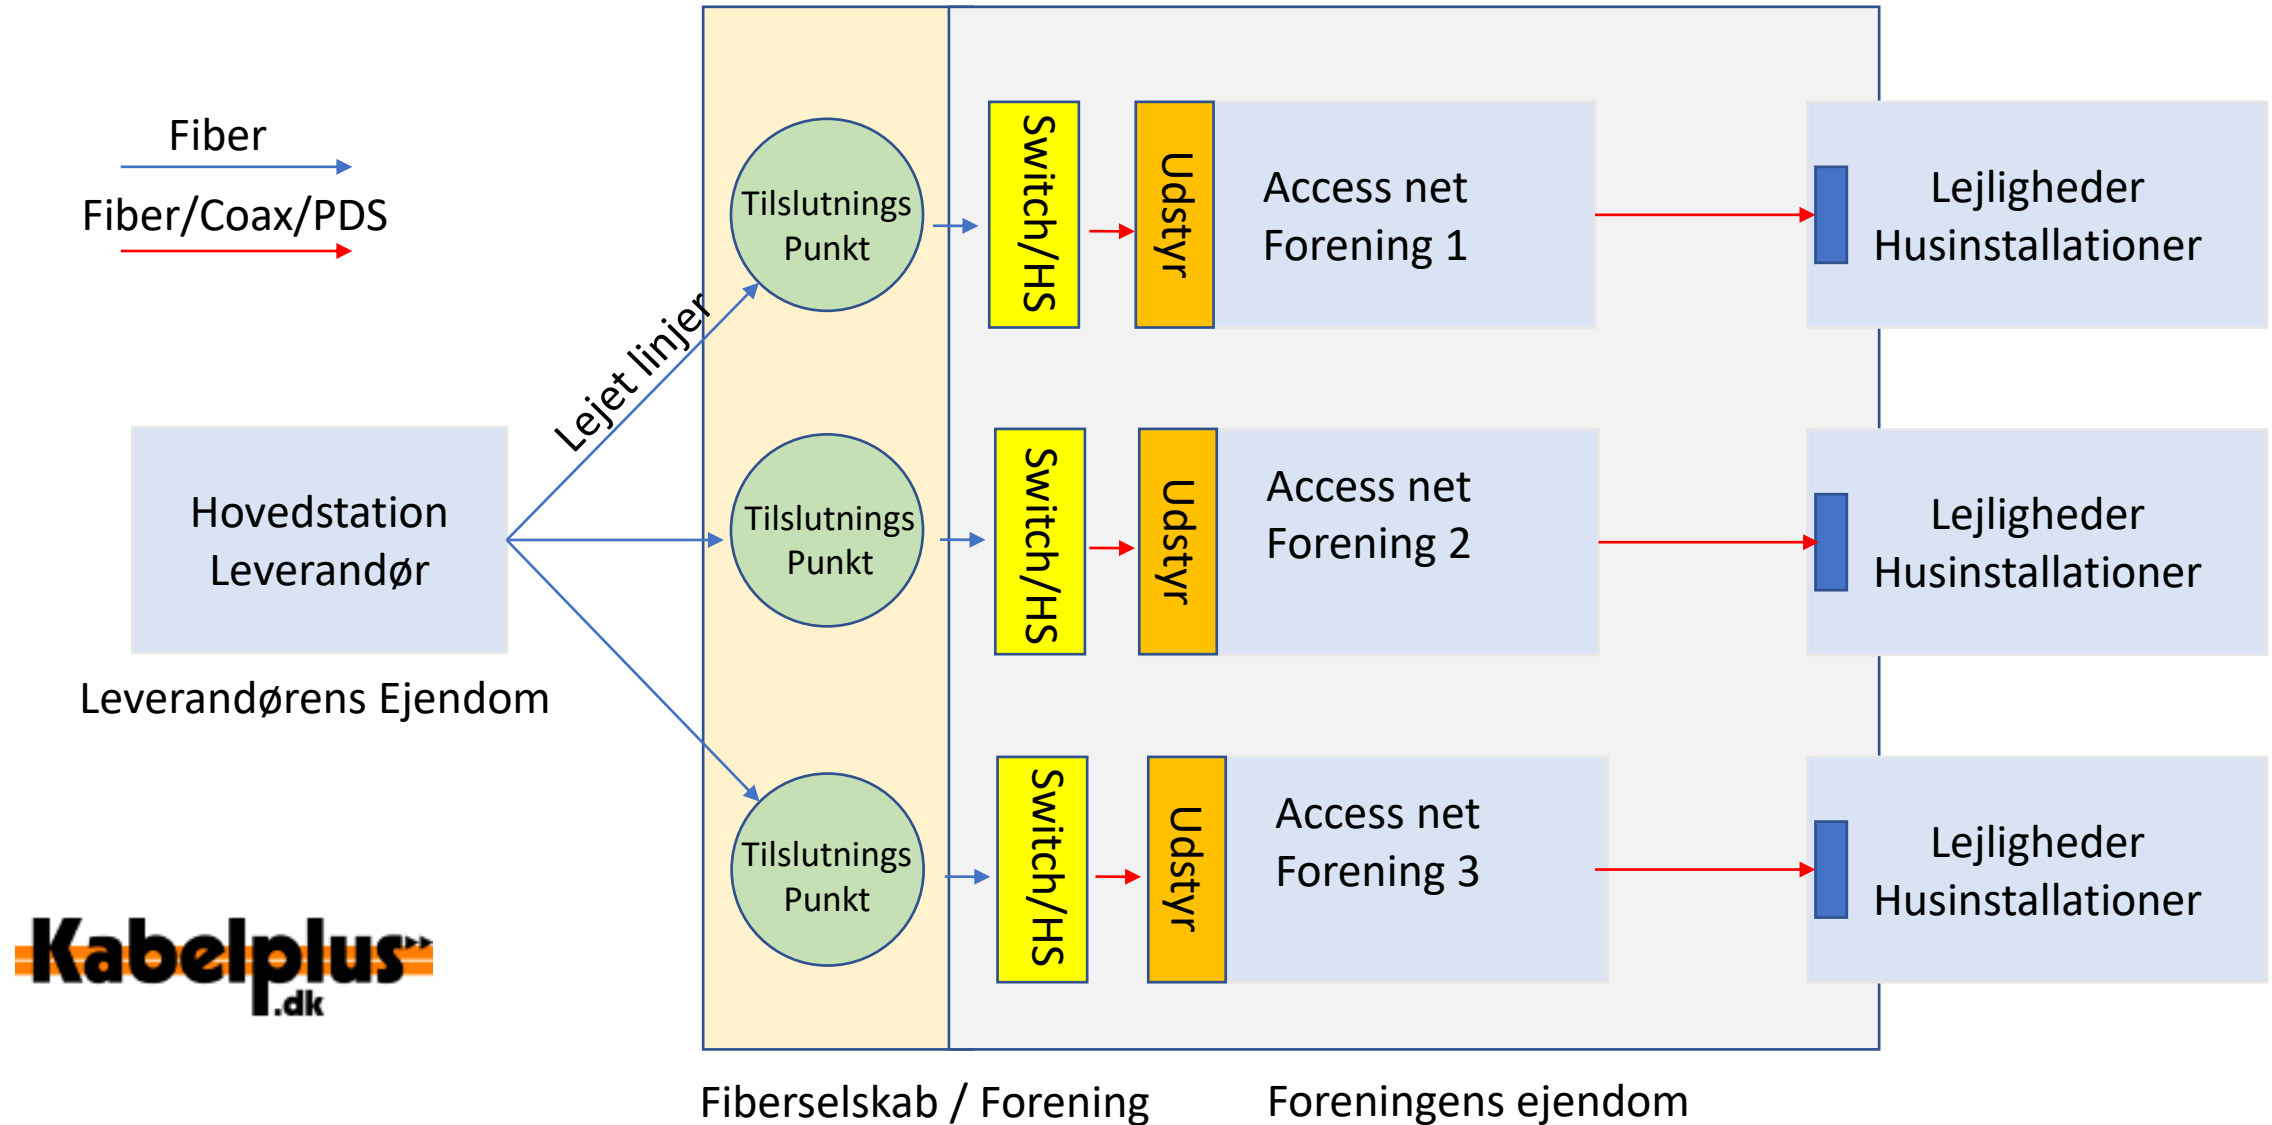 Fiber
Fiber/Coax/PDS
Lejet linjer
Hovedstation
Leverandør
Leverandørens Ejendom
Kabelplus
.dk
Tilslutnings
Punkt
Switch/HS
Udstyr
Access net
Forening 1
Lejligheder
Husinstallationer
Tilslutnings
Punkt
Switch/HS
Udstyr
Access net
Forening 2
Lejligheder
Husinstallationer
Tilslutnings
Punkt
Switch/HS
Udstyr
Access net
Forening 3
Lejligheder
Husinstallationer
Fiberselskab / Forening
Foreningens ejendom